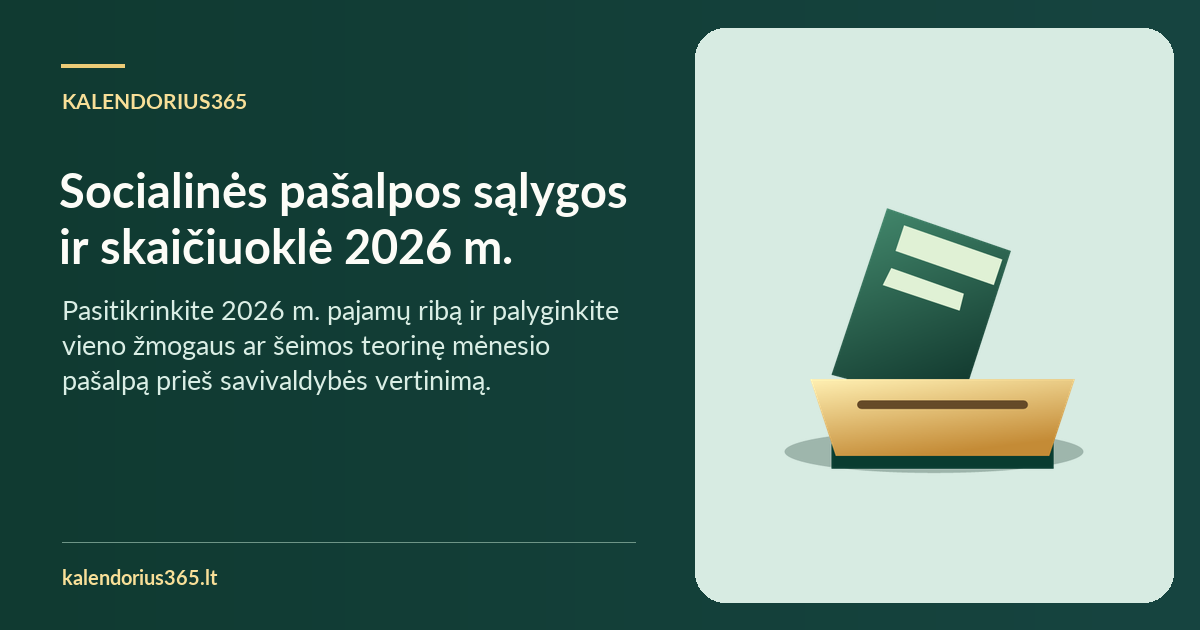 KALENDORIUS365
Socialinės pašalpos sąlygos
ir skaičiuoklė 2026 m.
Pasitikrinkite 2026 m. pajamų ribą ir palyginkite
vieno žmogaus ar šeimos teorinę mėnesio
pašalpą prieš savivaldybės vertinimą.
kalendorius365.lt